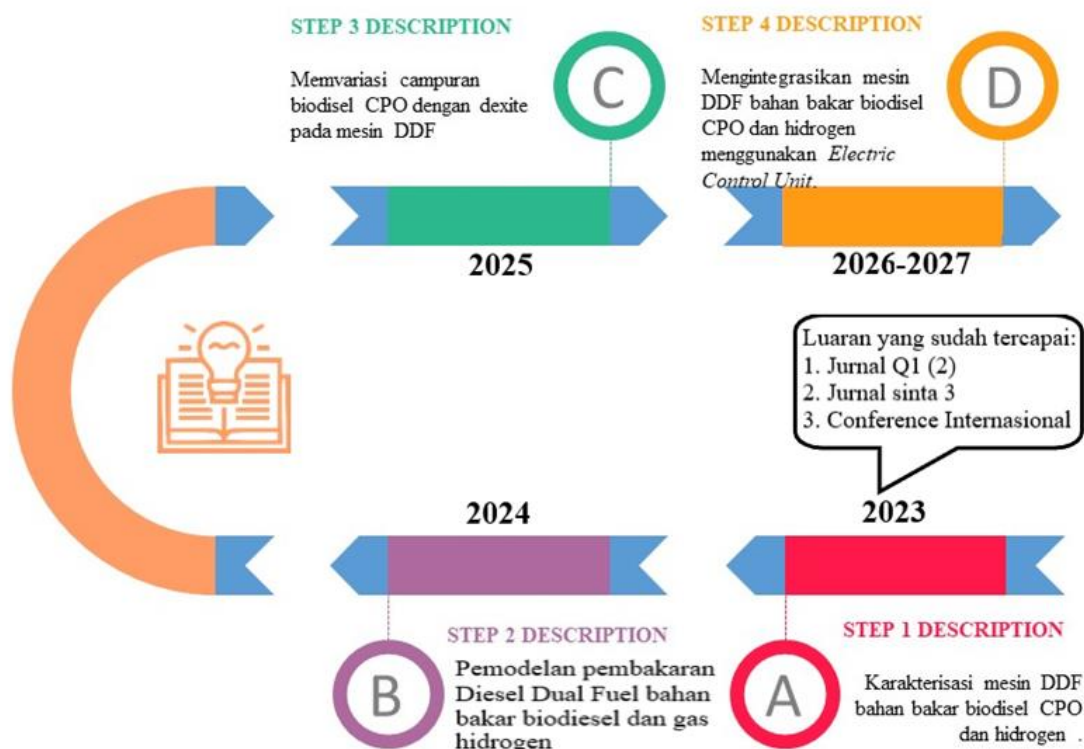 STEP 3 DESCRIPTION
Memvariasi campuran
biodisel CPO dengan dexite
pada mesin DDF
C
2025
STEP 4 DESCRIPTION
Mengintegrasikan mesin
DDF bahan bakar biodisel
CPO dan hidrogen
menggunakan Electric
Control Unit.
D
2026-2027
Luaran yang sudah tercapai:
1. Jurnal Q1 (2)
2. Jurnal sinta 3
3. Conference Internasional
2024
2023
B
STEP 2 DESCRIPTION
Pemodelan pembakaran
Diesel Dual Fuel bahan
bakar biodiesel dan gas
hidrogen
A
STEP 1 DESCRIPTION
Karakterisasi mesin DDF
bahan bakar biodisel CPO
dan hidrogen .